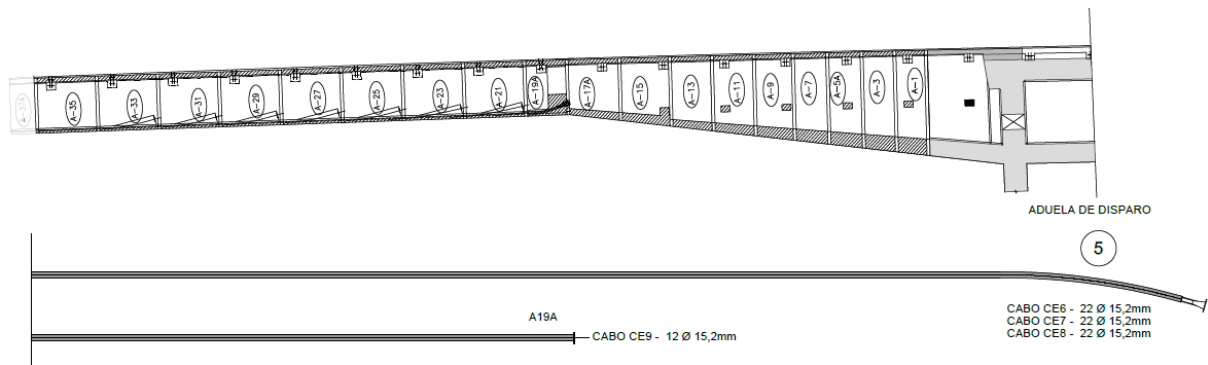 A-37A
A-35
A-33
A-31
A-29
A-27
A-25
A-23
A-21
A-19A
A-17A
A-15
A-13
A-11
A-9
A-7
A-5A
A-3
A-1
ADUELA DE DISPARO
5
CABO CE6 - 22 Ø 15,2mm
CABO CE7 - 22 Ø 15,2mm
CABO CE8 - 22 Ø 15,2mm
A19A
CABO CE9 - 12 Ø 15,2mm